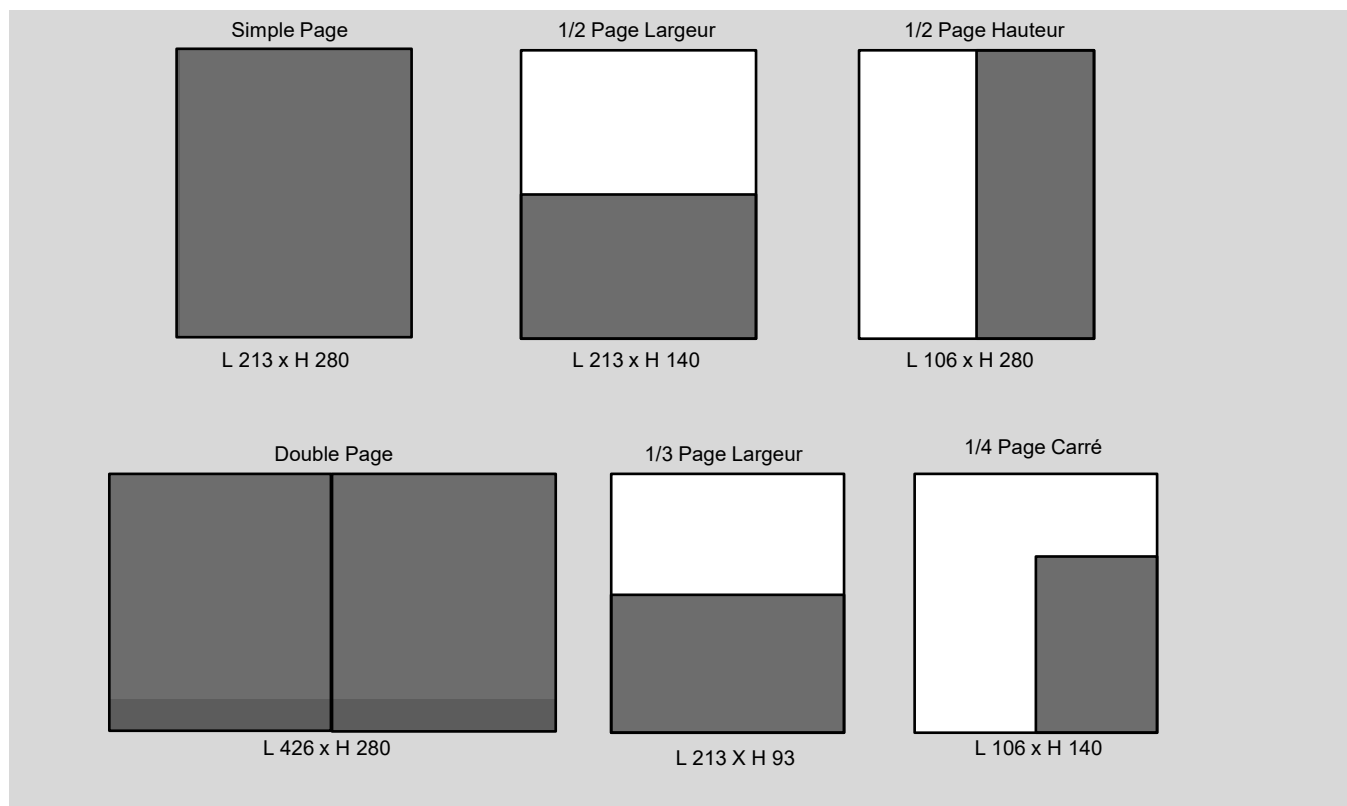 Simple Page
1/2 Page Largeur
1/2 Page Hauteur
L 213 x H 280
L 213 x H 140
L 106 x H 280
Double Page
1/3 Page Largeur
1/4 Page Carré
L 426 x H 280
L 213 X H 93
L 106 x H 140